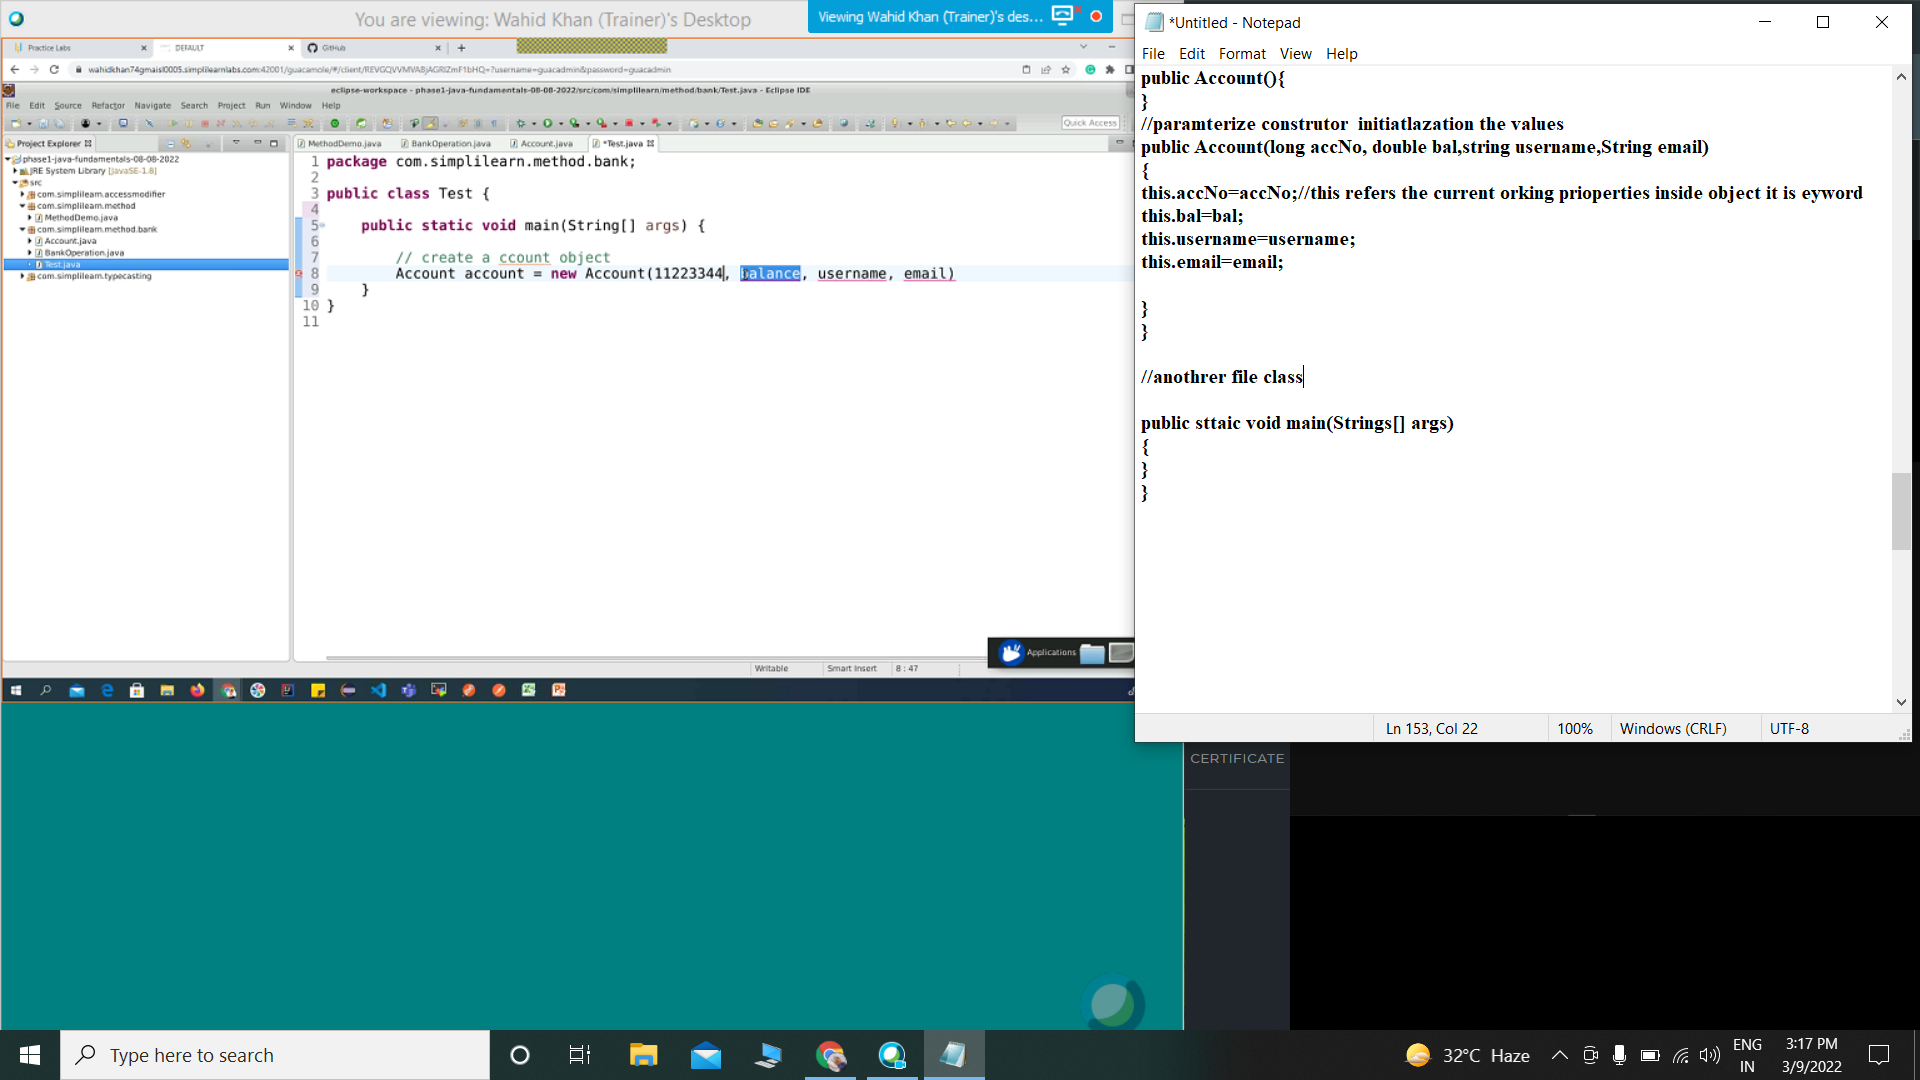 You are viewing: Wahid Khan (Trainer)'s Desktop
Viewing Wahid Khan (Trainer)'s des...
Practice Labs
DEFAULT
GitHub
eclipse-workspace - phase1-java-fundamentals-08-08-2022/src/com/simplilearn/method/bank/Test.java - Eclipse IDE
File Edit Source Refactor Navigate Search Project Run Window Help
Quick Access
Project Explorer
phase1-java-fundamentals-08-08-2022
JRE System Library [JavaSE-1.8]
src
com.simplilearn.accessmodifier
com.simplilearn.method
MethodDemo.java
com.simplilearn.method.bank
Account.java
BankOperation.java
Test.java
com.simplilearn.typecasting
MethodDemo.java BankOperation.java Account.java *Test.java
1 package com.simplilearn.method.bank;
2
3 public class Test {
4
5 public static void main(String[] args) {
6
7 // create a ccount object
8 Account account = new Account(11223344, balance, username, email)
9 }
10 }
11
Applications
Writable Smart Insert 8 : 47
*Untitled - Notepad
File Edit Format View Help
public Account(){
}
//paramterize construtor  initiatlazation the values
public Account(long accNo, double bal,string username,String email)
{
this.accNo=accNo;//this refers the current orking prioperties inside object it is eyword
this.bal=bal;
this.username=username;
this.email=email;
}
}
//anothrer file class
public sttaic void main(Strings[] args)
{
}
}
Ln 153, Col 22 100% Windows (CRLF) UTF-8
CERTIFICATE
Type here to search
32°C Haze
ENG
IN
3:17 PM
3/9/2022